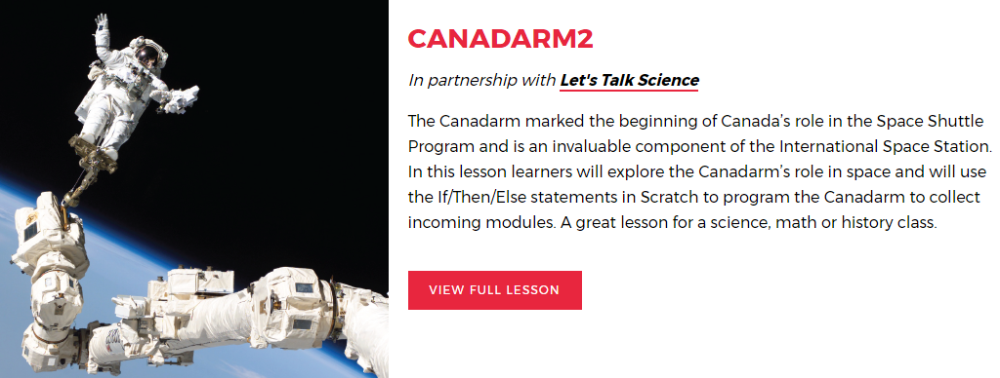 CANADARM2
In partnership with Let's Talk Science
The Canadarm marked the beginning of Canada’s role in the Space Shuttle
Program and is an invaluable component of the International Space Station.
In this lesson learners will explore the Canadarm’s role in space and will use
the If/Then/Else statements in Scratch to program the Canadarm to collect
incoming modules. A great lesson for a science, math or history class.
VIEW FULL LESSON